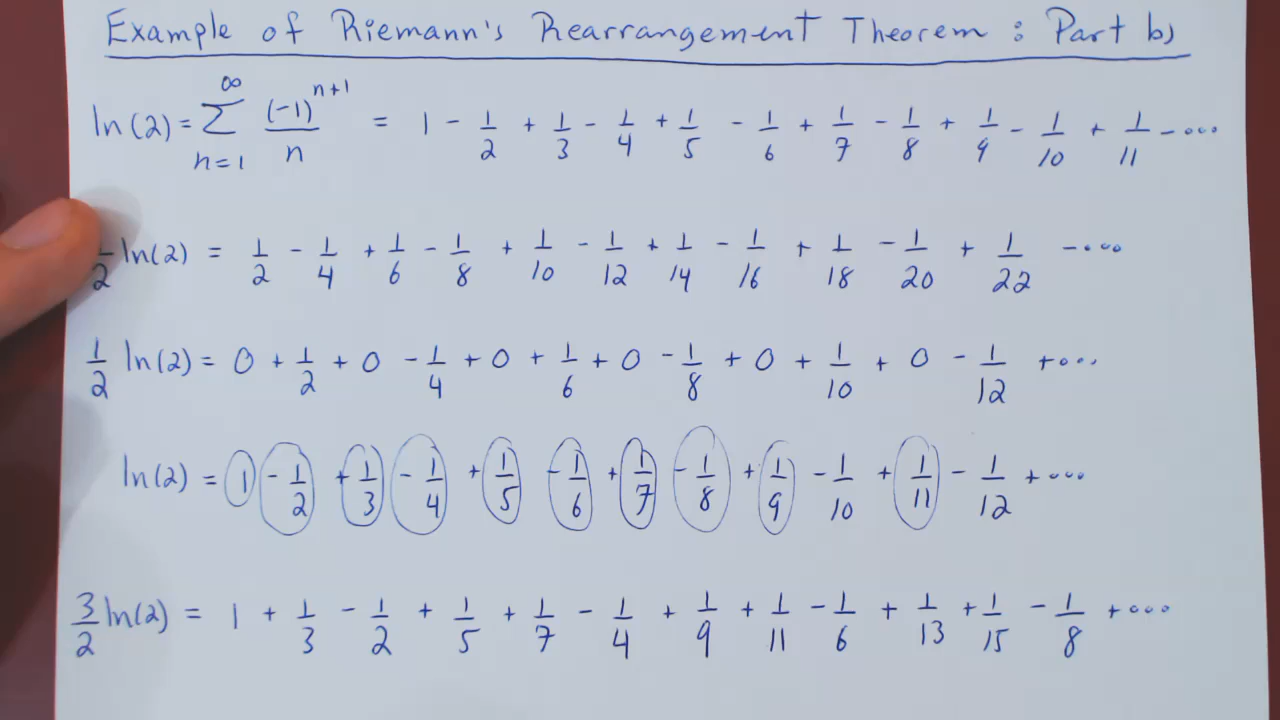 Example of Riemann's Rearrangement Theorem : Part b)
ln(2) = ∑_{n=1}^{∞} (-1)^{n+1}/n = 1 - 1/2 + 1/3 - 1/4 + 1/5 - 1/6 + 1/7 - 1/8 + 1/9 - 1/10 + 1/11 - ...
1/2 ln(2) = 1/2 - 1/4 + 1/6 - 1/8 + 1/10 - 1/12 + 1/14 - 1/16 + 1/18 - 1/20 + 1/22 - ...
1/2 ln(2) = 0 + 1/2 + 0 - 1/4 + 0 + 1/6 + 0 - 1/8 + 0 + 1/10 + 0 - 1/12 + ...
ln(2) = 1 - 1/2 + 1/3 - 1/4 + 1/5 - 1/6 + 1/7 - 1/8 + 1/9 - 1/10 + 1/11 - 1/12 + ...
3/2 ln(2) = 1 + 1/3 - 1/2 + 1/5 + 1/7 - 1/4 + 1/9 + 1/11 - 1/6 + 1/13 + 1/15 - 1/8 + ...